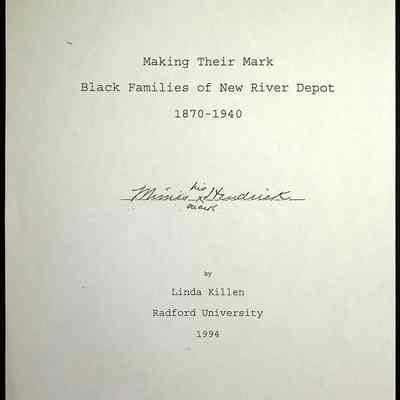 Making Their Mark
Black Families of New River Depot
1870-1940
his
Mimis x Hendrick
mark
by
Linda Killen
Radford University
1994